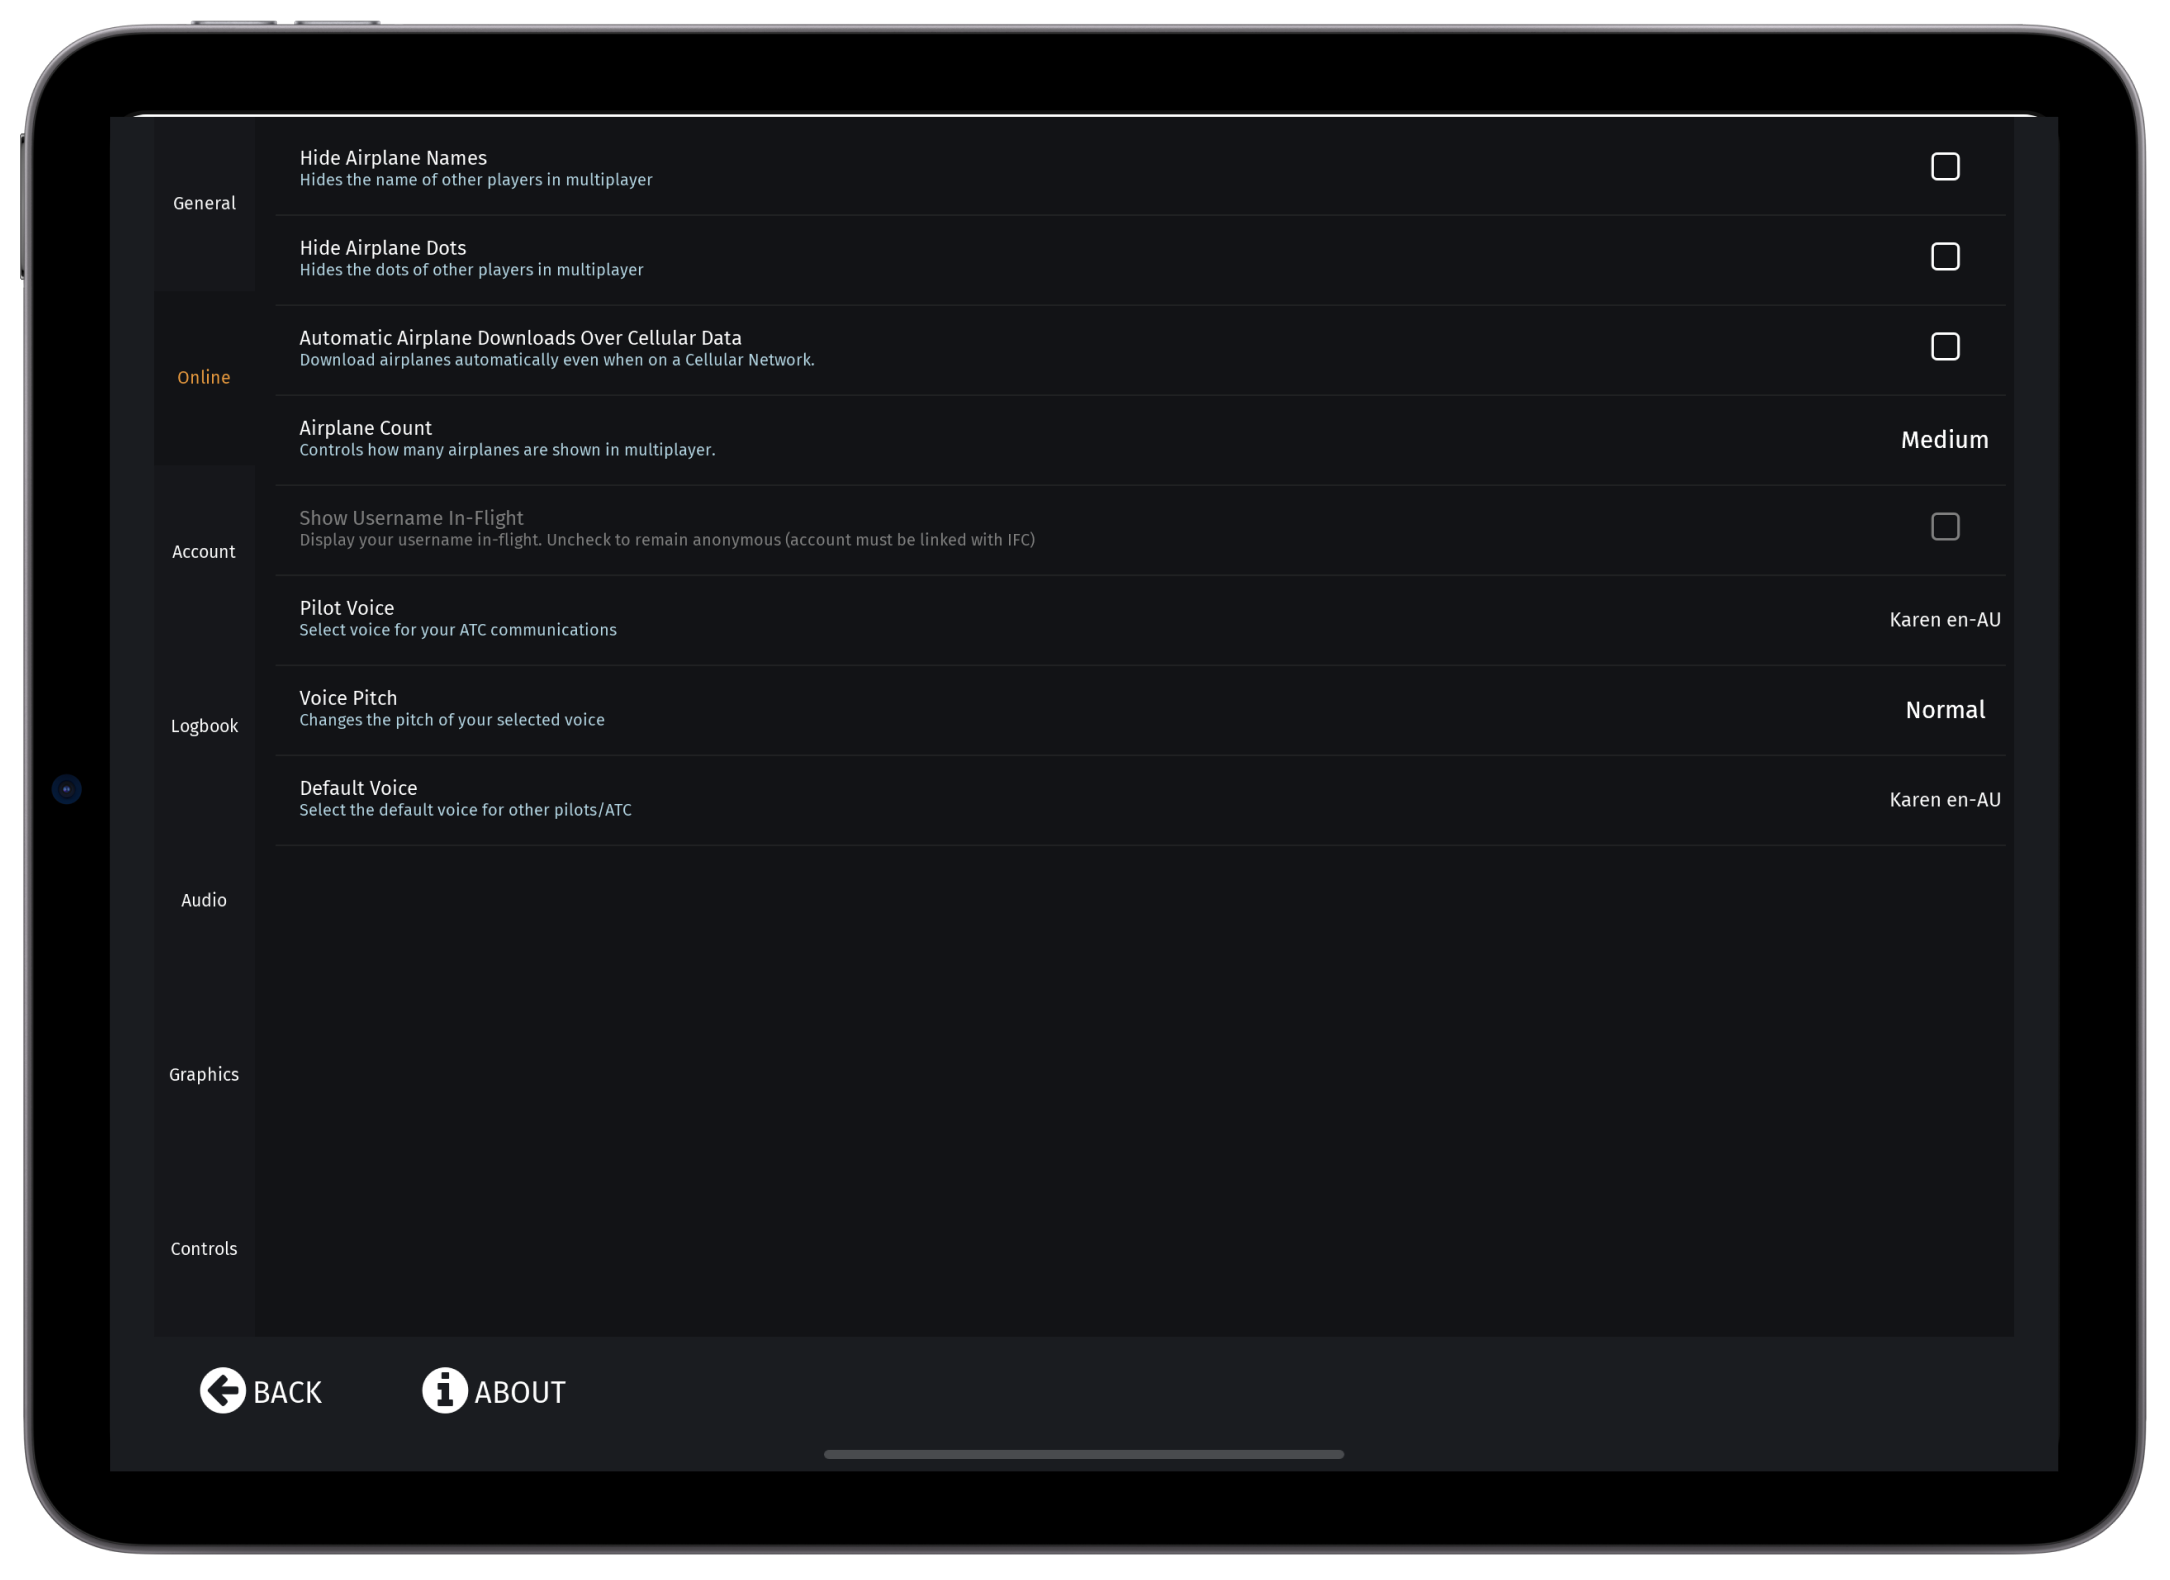 General
Online
Account
Logbook
Audio
Graphics
Controls
Hide Airplane Names
Hides the name of other players in multiplayer
Hide Airplane Dots
Hides the dots of other players in multiplayer
Automatic Airplane Downloads Over Cellular Data
Download airplanes automatically even when on a Cellular Network.
Airplane Count
Controls how many airplanes are shown in multiplayer.
Medium
Show Username In-Flight
Display your username in-flight. Uncheck to remain anonymous (account must be linked with IFC)
Pilot Voice
Select voice for your ATC communications
Karen en-AU
Voice Pitch
Changes the pitch of your selected voice
Normal
Default Voice
Select the default voice for other pilots/ATC
Karen en-AU
BACK
ABOUT